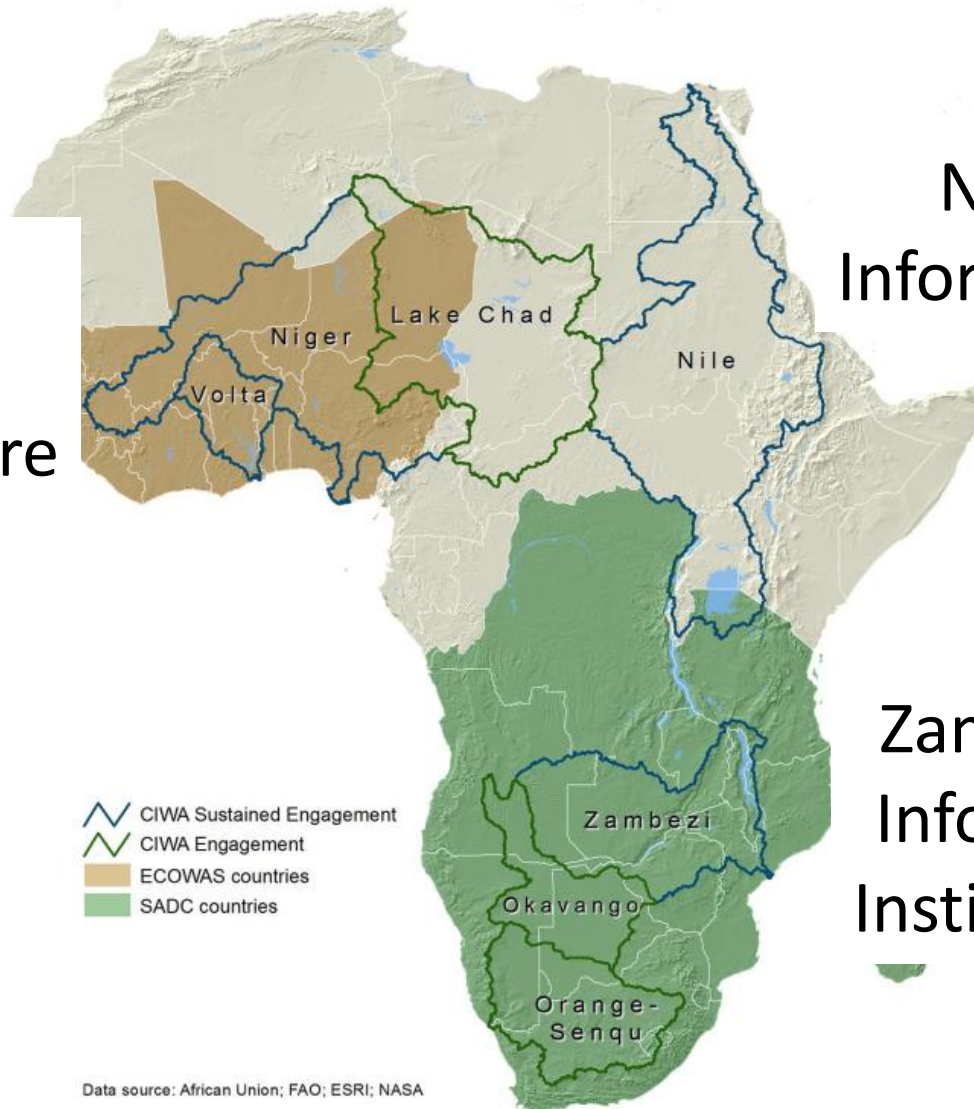 N
Infor
Lake Chad
Niger
Nile
Volta
re
Zar
Info
Insti
Zambezi
Okavango
Orange-
Senqu
CIWA Sustained Engagement
CIWA Engagement
ECOWAS countries
SADC countries
Data source: African Union; FAO; ESRI; NASA